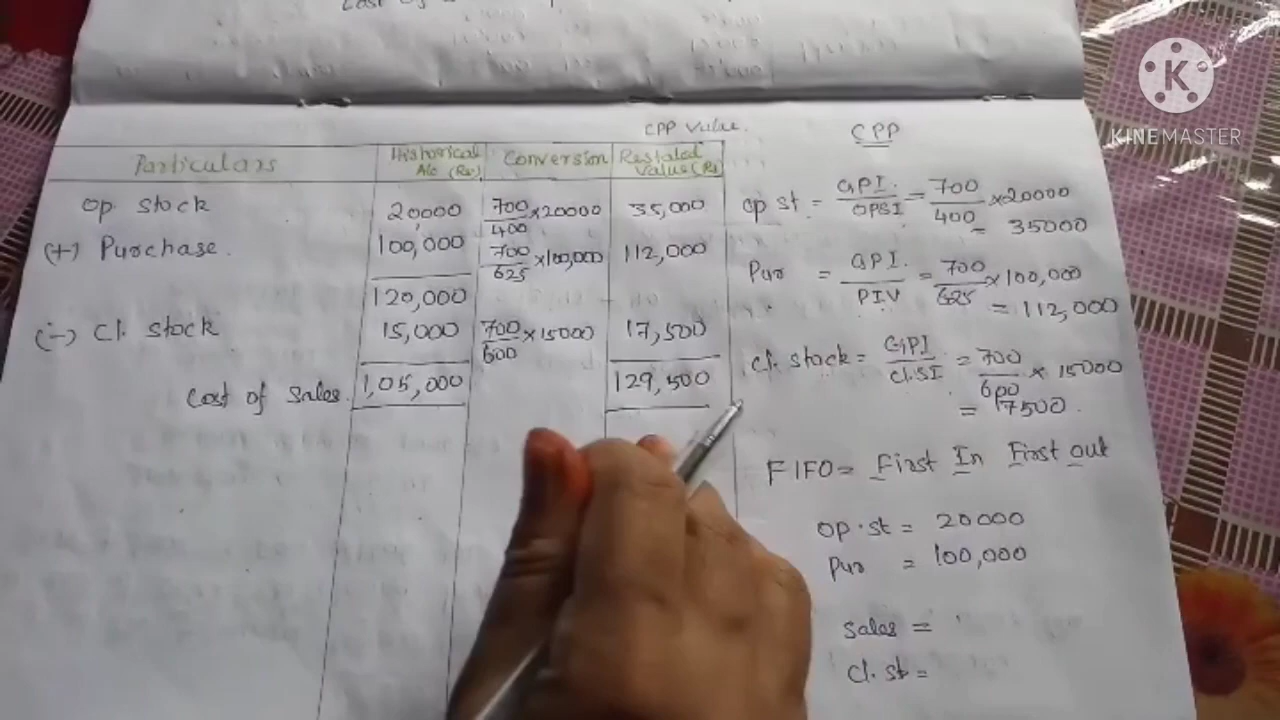 Cost of
K
KINEMASTER
CPP Value.
CPP
Particulars Historical A/c (Rs.) Conversion Restated Value (Rs)
Op. Stock 20000 700/400 x 20000 35,000
(+) Purchase. 100,000 700/625 x 100,000 112,000
120,000
(-) Cl. Stock 15,000 700/600 x 15000 17,500
Cost of Sales. 1,05,000 129,500
Op st = GPI./OPSI = 700/400 x 20000
= 35000
Pur = GPI./PIV = 700/625 x 100,000
= 112,000
Cl. Stock = GPI/Cl.SI = 700/600 x 15000
= 17500.
FIFO = First In First out
Op. st = 20000
Pur = 100,000
Sales =
Cl. st =